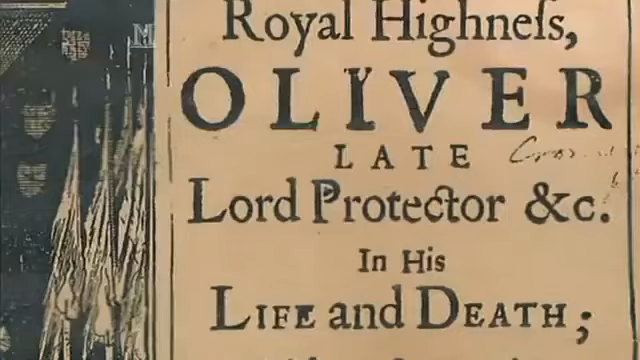 Royal Highneſs,
OLIVER
LATE
Lord Protector &c.
In His
LIFE and DEATH;